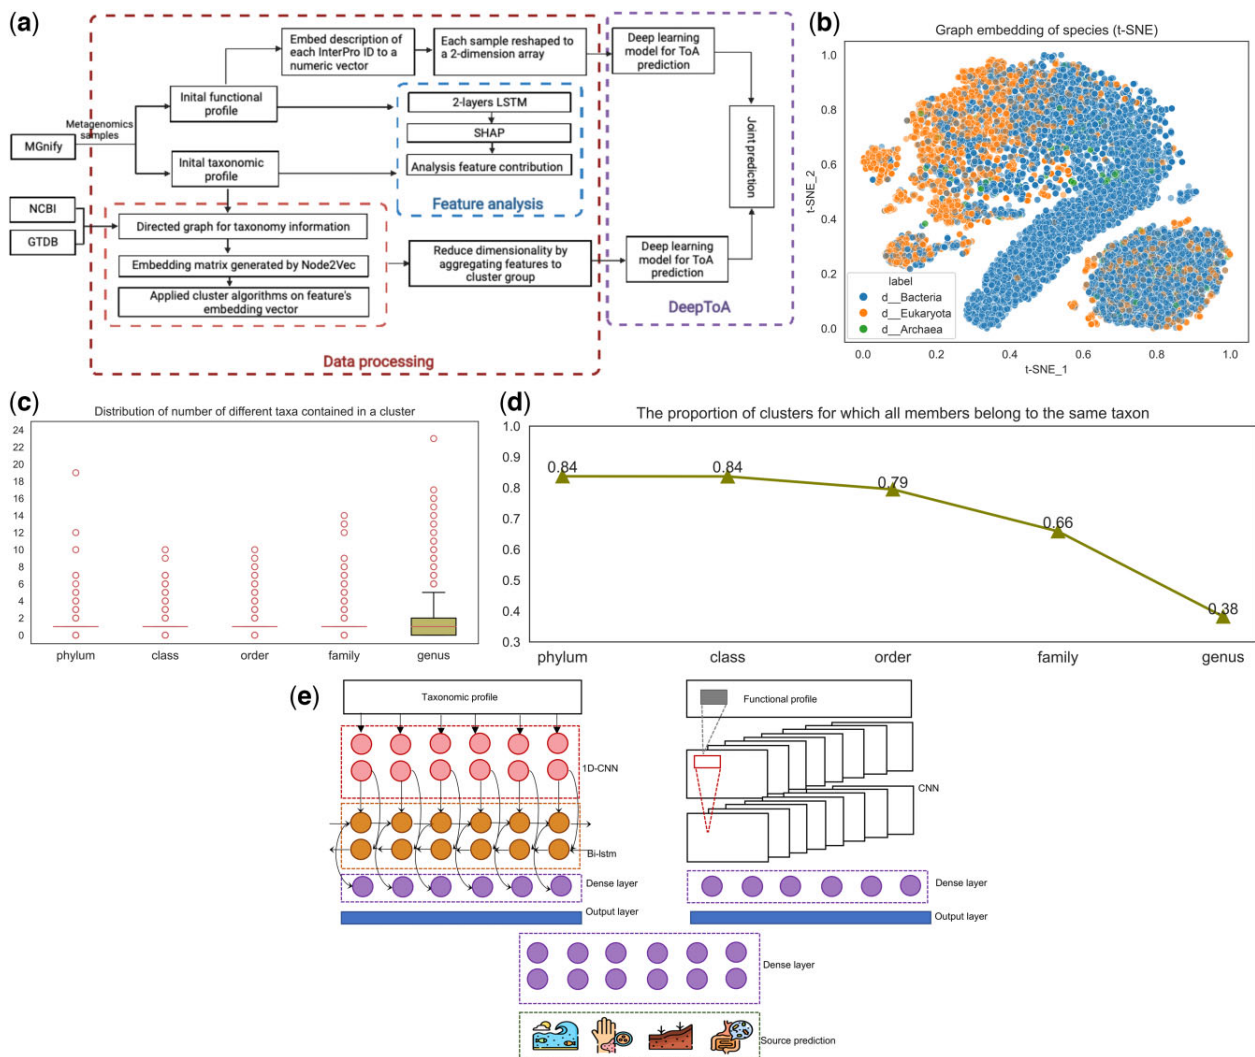 (a)
Embed description of
each InterPro ID to a
numeric vector
Each sample reshaped to
a 2-dimension array
Deep learning
model for ToA
prediction
Inital functional
profile
2-layers LSTM
SHAP
Analysis feature contribution
Feature analysis
MGnify
Metagenomics
samples
Inital taxonomic
profile
Joint prediction
NCBI
GTDB
Directed graph for taxonomy information
Embedding matrix generated by Node2Vec
Applied cluster algorithms on feature's
embedding vector
Reduce dimensionality by
aggregating features to
cluster group
Deep learning
model for ToA
prediction
DeepToA
Data processing
(b)
Graph embedding of species (t-SNE)
1.0
0.8
0.6
0.4
0.2
0.0
t-SNE_2
label
d__Bacteria
d__Eukaryota
d__Archaea
0.0 0.2 0.4 0.6 0.8 1.0
t-SNE_1
(c)
Distribution of number of different taxa contained in a cluster
24
22
20
18
16
14
12
10
8
6
4
2
0
phylum class order family genus
(d)
The proportion of clusters for which all members belong to the same taxon
1.0
0.9
0.8
0.7
0.6
0.5
0.4
0.3
0.84 0.84 0.79 0.66 0.38
phylum class order family genus
(e)
Taxonomic profile
1D-CNN
Bi-lstm
Dense layer
Output layer
Functional profile
CNN
Dense layer
Output layer
Dense layer
Source prediction